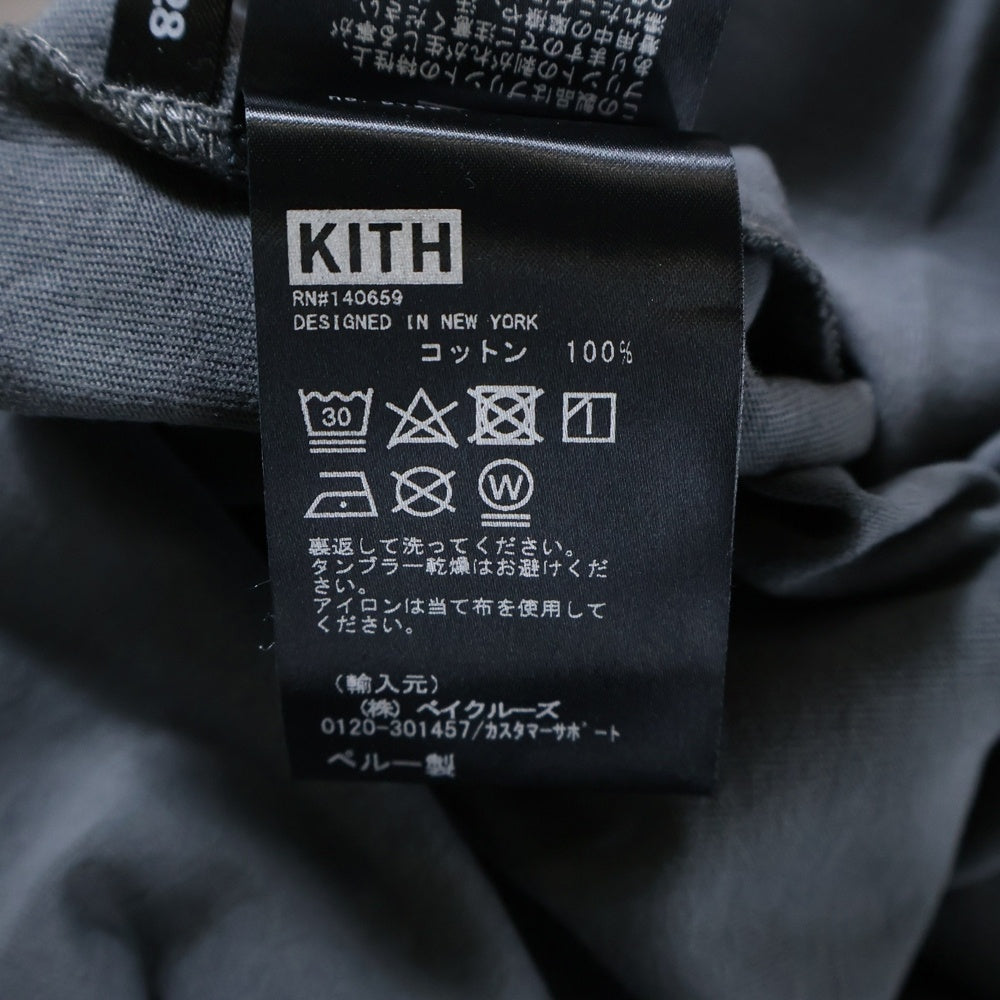 KITH
RN#140659
DESIGNED IN NEW YORK
コットン 100%
30
W
裏返して洗ってください。
タンブラー乾燥はお避けくだ
さい。
アイロンは当て布を使用して
ください。
（輸入元）
（株）ベイクルーズ
0120-301457/カスタマーサポート
ペルー製